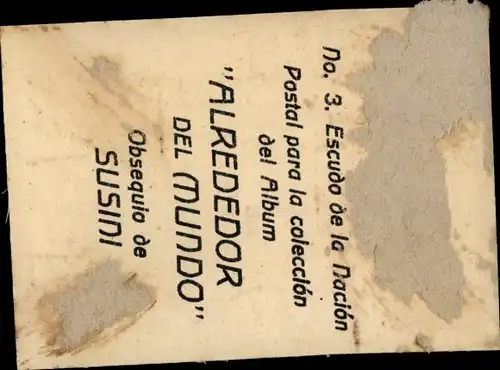 No. 3. Escudo de la Nación
Postal para la colección
del Album
"ALREDEDOR
DEL MUNDO"
Obsequio de
SUSINI